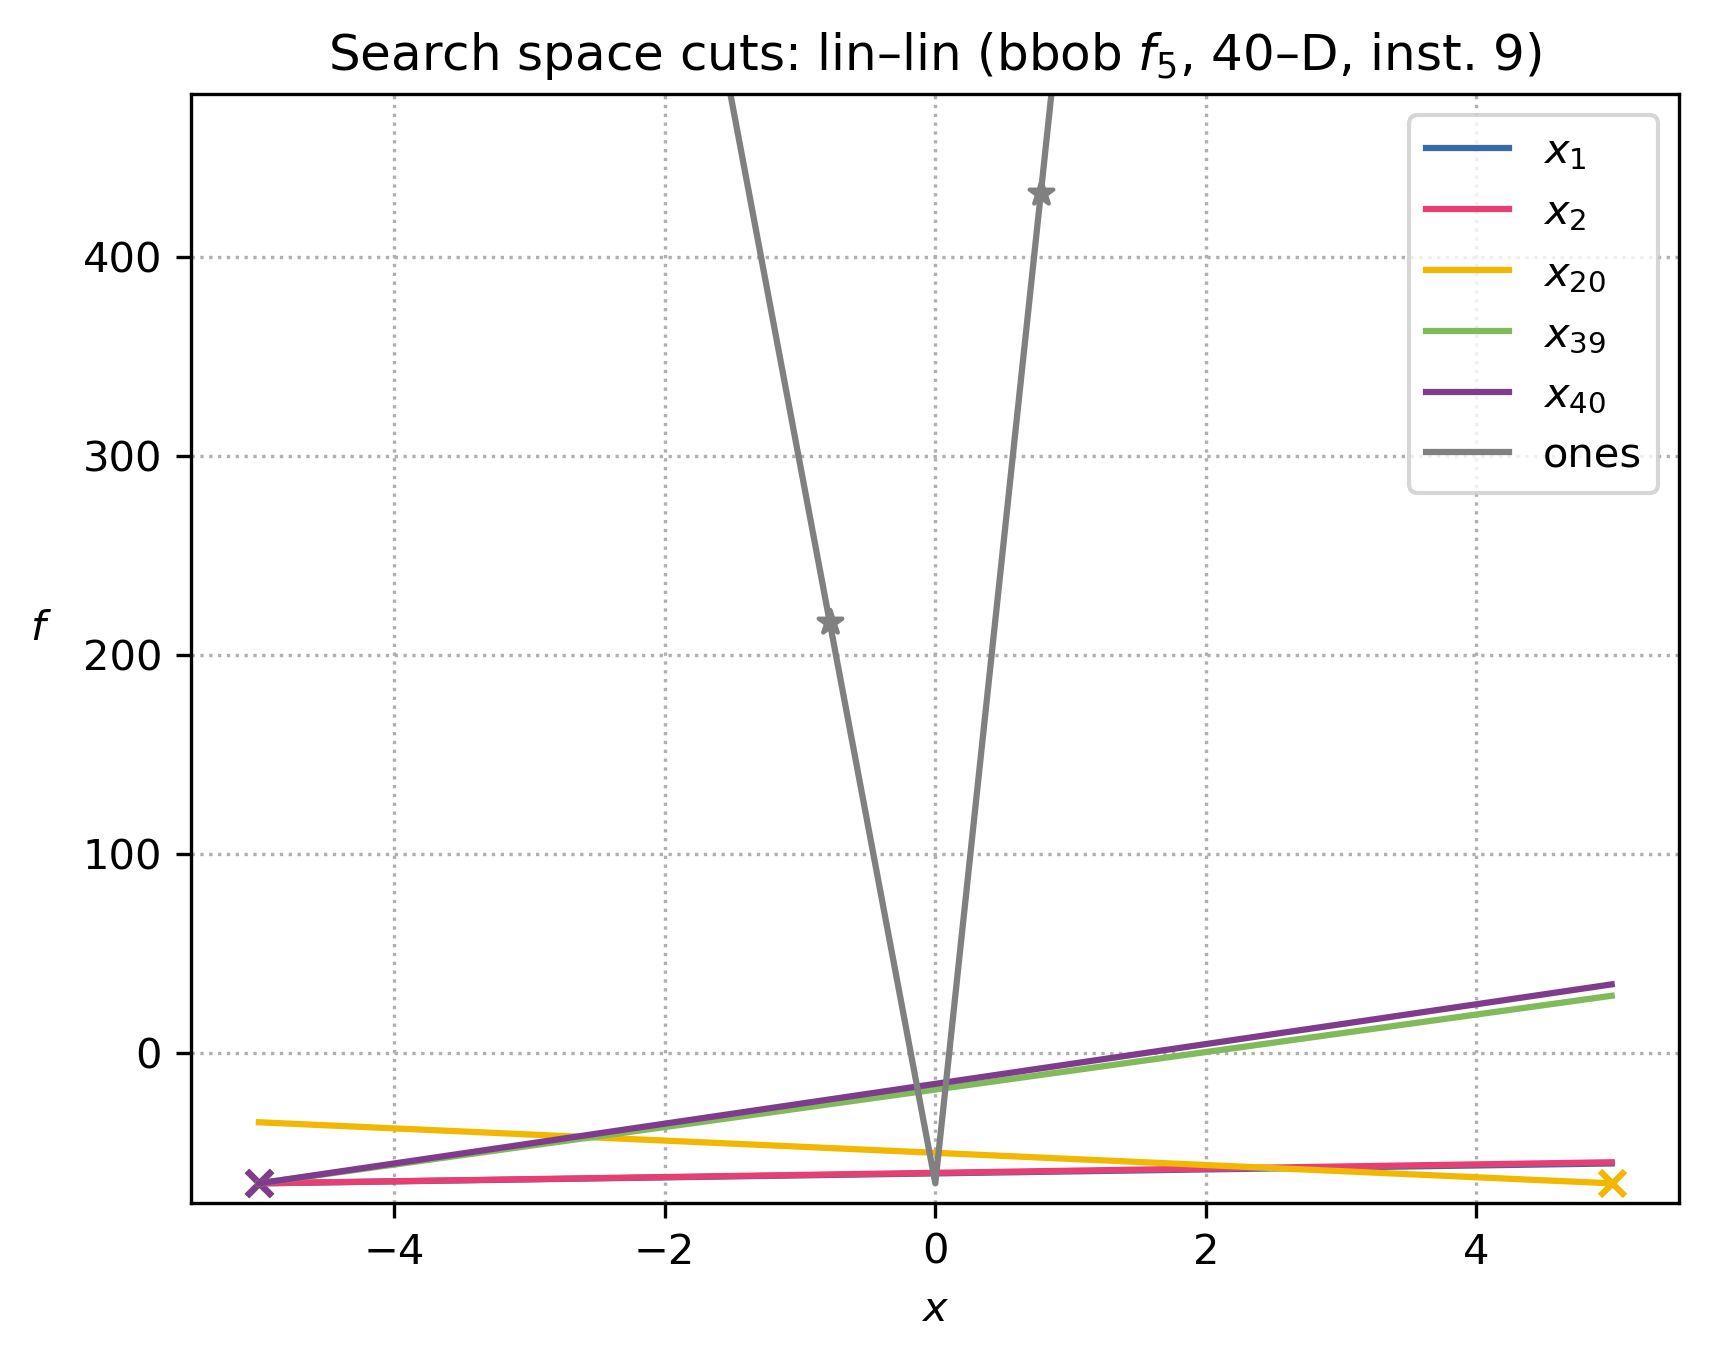 Search space cuts: lin–lin (bbob f₅, 40–D, inst. 9)
x₁
x₂
x₂₀
x₃₉
x₄₀
ones
400
300
200
100
0
f
−4 −2 0 2 4
x